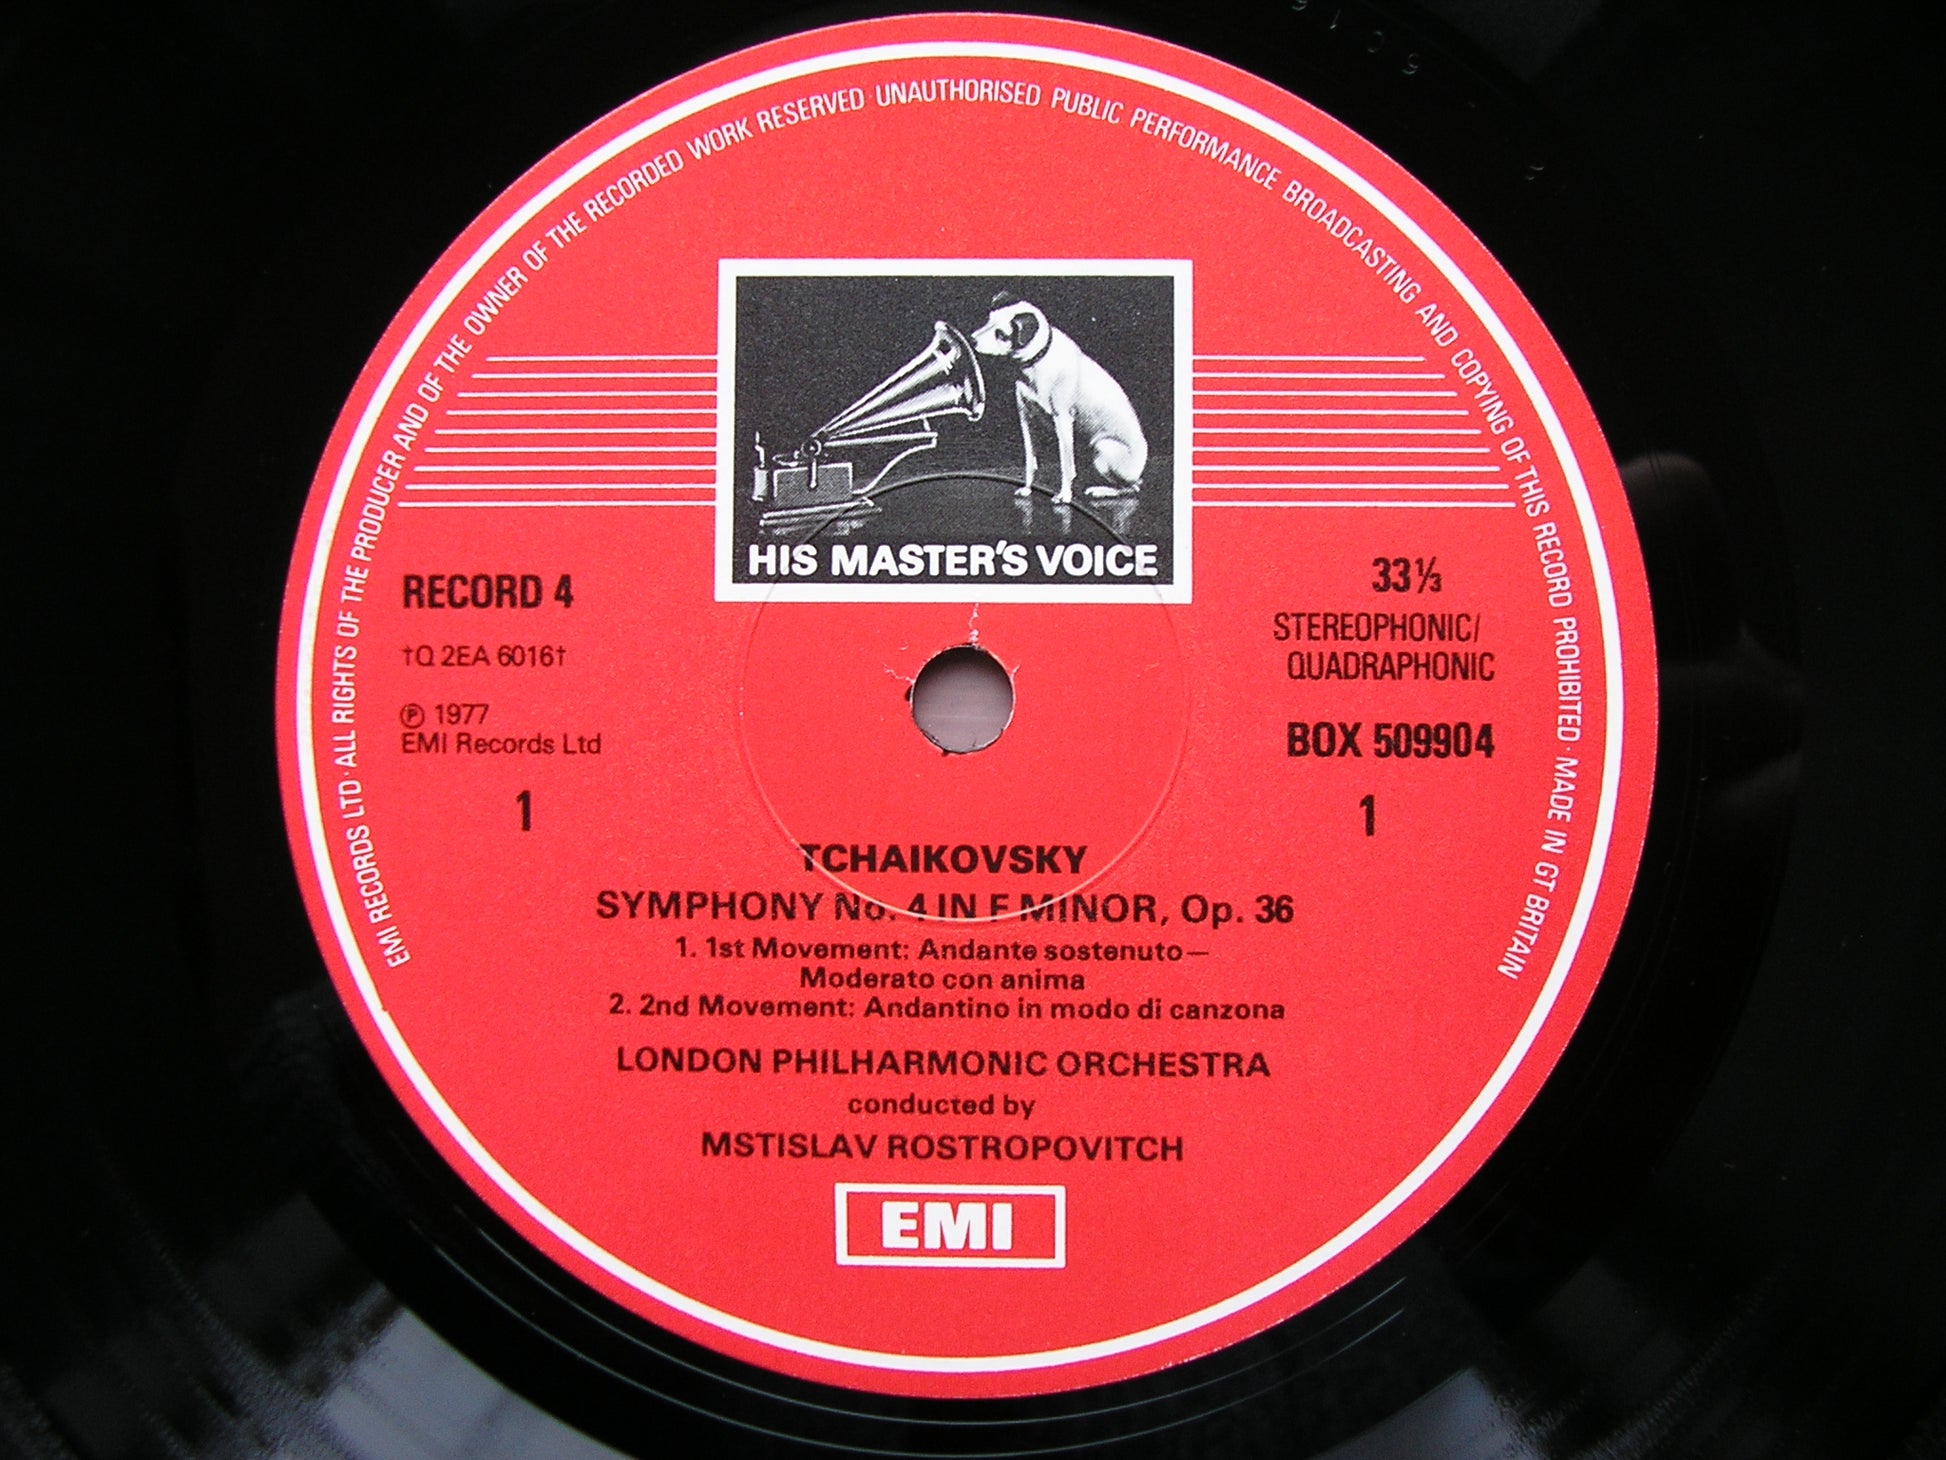 EMI RECORDS LTD · ALL RIGHTS OF THE PRODUCER AND OF THE OWNER OF THE RECORDED WORK RESERVED · UNAUTHORISED PUBLIC PERFORMANCE BROADCASTING AND COPYING OF THIS RECORD PROHIBITED · MADE IN GT BRITAIN
HIS MASTER'S VOICE
RECORD 4
†Q 2EA 6016†
℗ 1977
EMI Records Ltd
1
33⅓
STEREOPHONIC/
QUADRAPHONIC
BOX 509904
1
TCHAIKOVSKY
SYMPHONY No. 4 IN F MINOR, Op. 36
1. 1st Movement: Andante sostenuto—
Moderato con anima
2. 2nd Movement: Andantino in modo di canzona
LONDON PHILHARMONIC ORCHESTRA
conducted by
MSTISLAV ROSTROPOVITCH
EMI